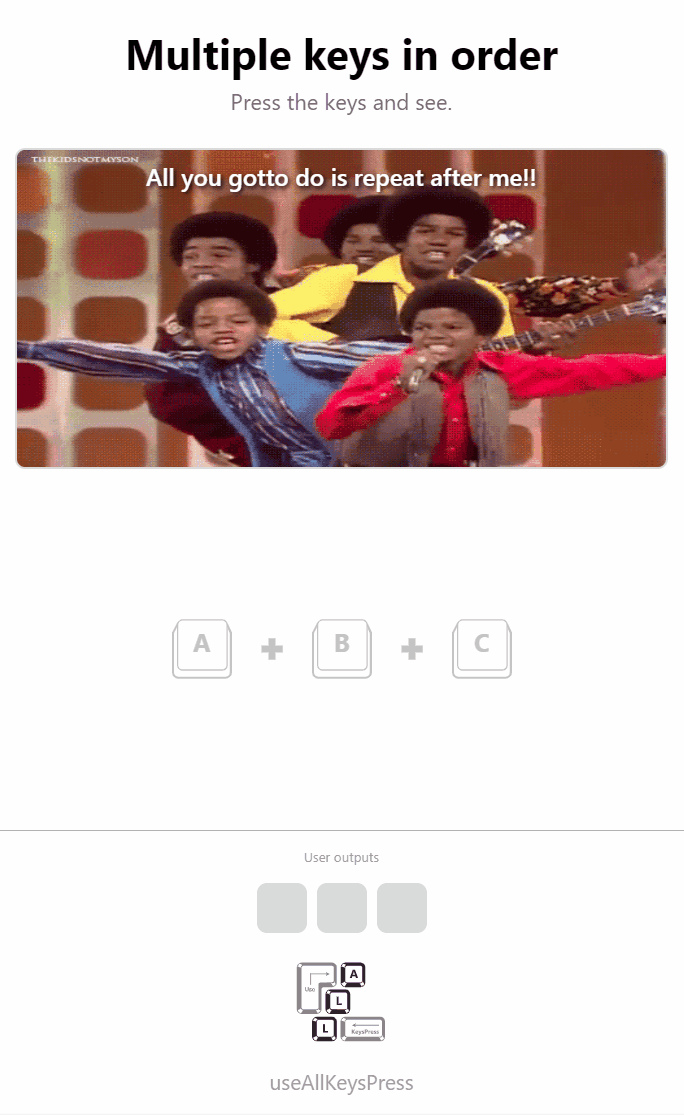 Multiple keys in order
Press the keys and see.
THEKIDSNOTMYSON
All you gotto do is repeat after me!!
A + B + C
User outputs
Use
A
L
L
KeysPress
useAllKeysPress